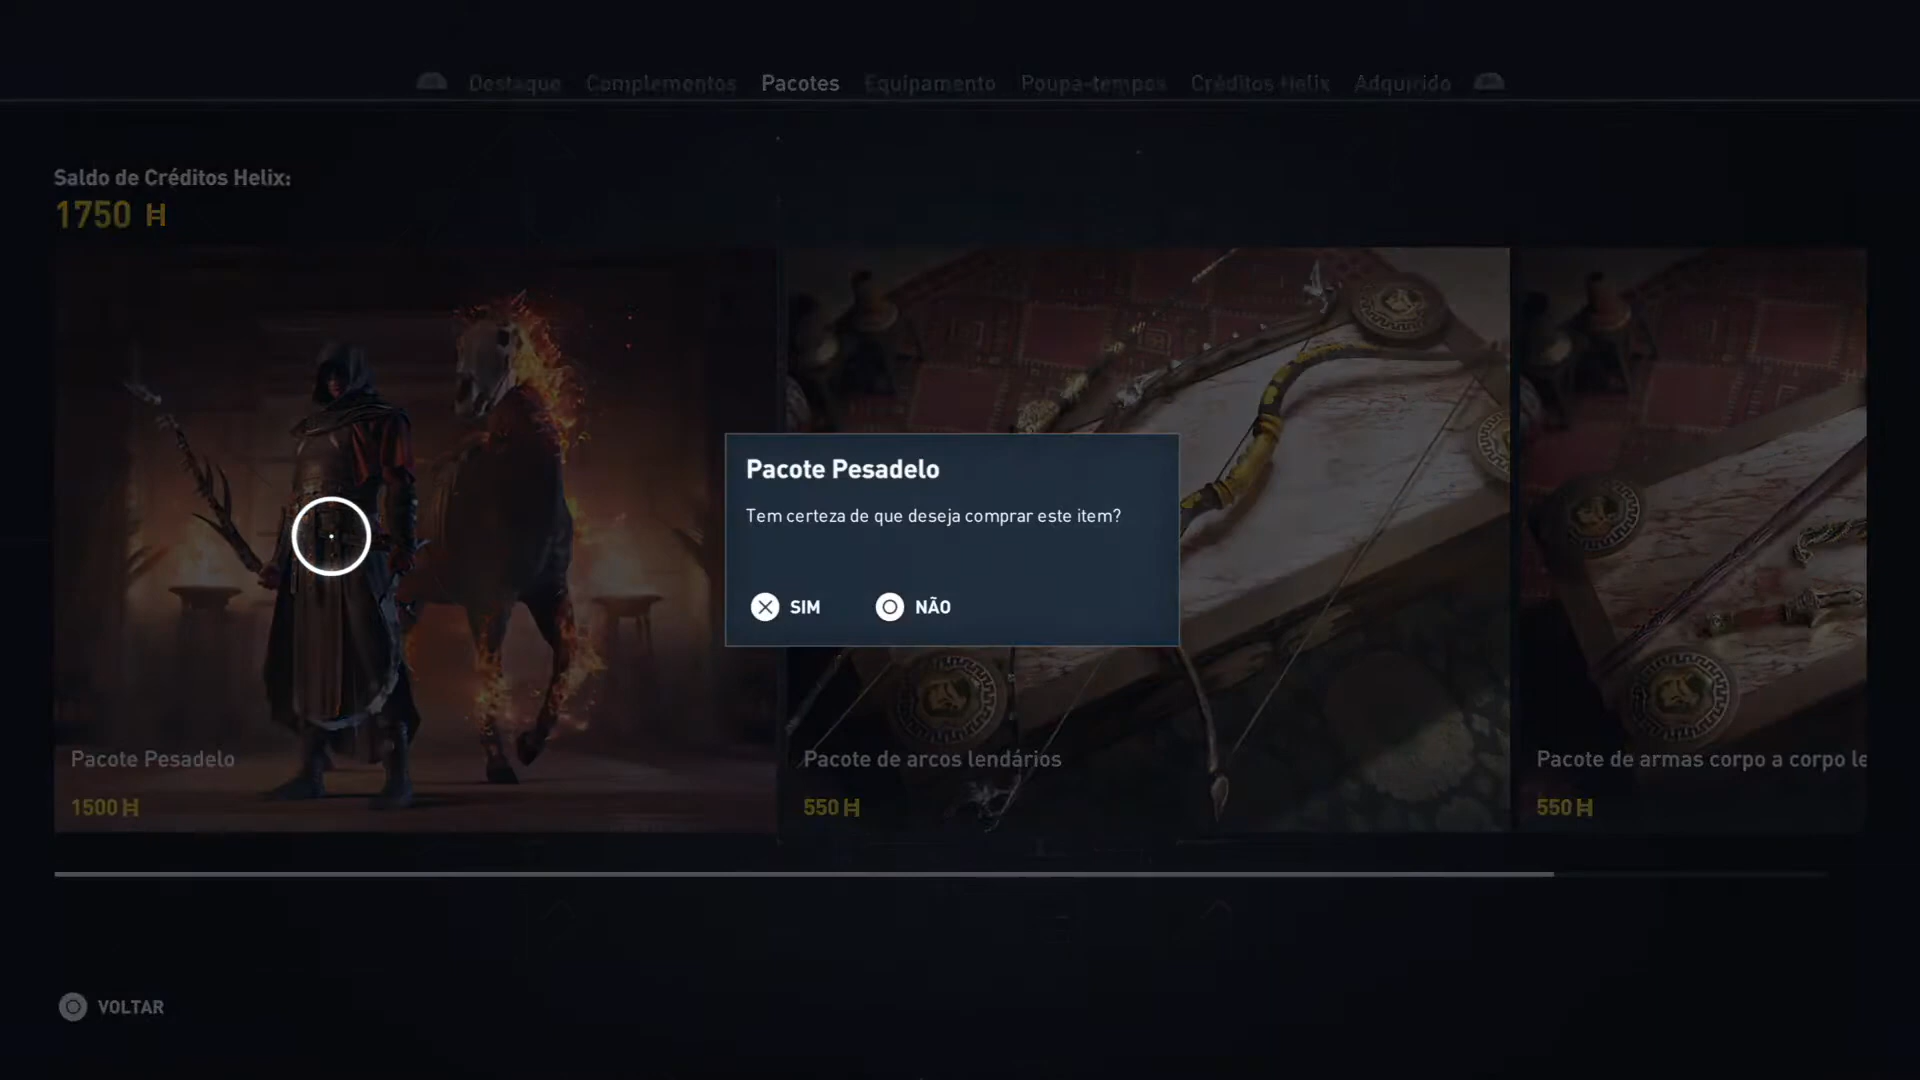 Destaque Complementos Pacotes Equipamento Poupa-tempos Créditos Helix Adquirido
Saldo de Créditos Helix:
1750
Pacote Pesadelo
Tem certeza de que deseja comprar este item?
SIM NÃO
Pacote Pesadelo
1500
Pacote de arcos lendários
550
Pacote de armas corpo a corpo le
550
VOLTAR